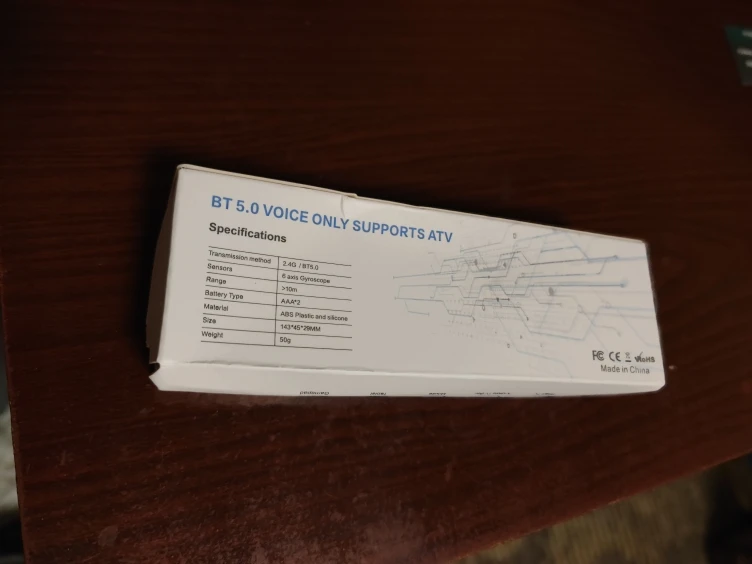 BT 5.0 VOICE ONLY SUPPORTS ATV
Specifications
Transmission method 2.4G / BT5.0
Sensors 6 axis Gyroscope
Range >10m
Battery Type AAA*2
Material ABS Plastic and silicone
Size 143*45*29MM
Weight 50g
FC CE RoHS
Made in China